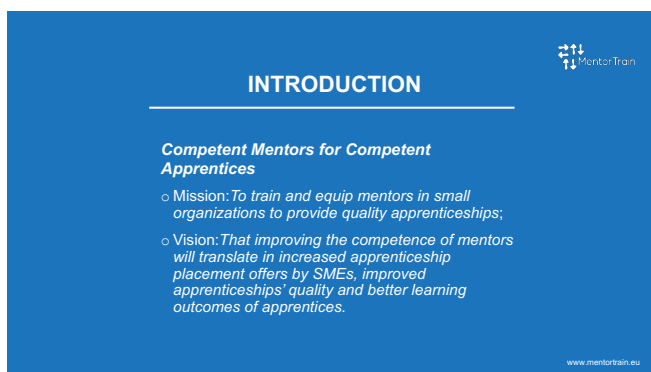 MentorTrain
INTRODUCTION
Competent Mentors for Competent
Apprentices
o Mission:To train and equip mentors in small
organizations to provide quality apprenticeships;
o Vision:That improving the competence of mentors
will translate in increased apprenticeship
placement offers by SMEs, improved
apprenticeships’ quality and better learning
outcomes of apprentices.
www.mentortrain.eu